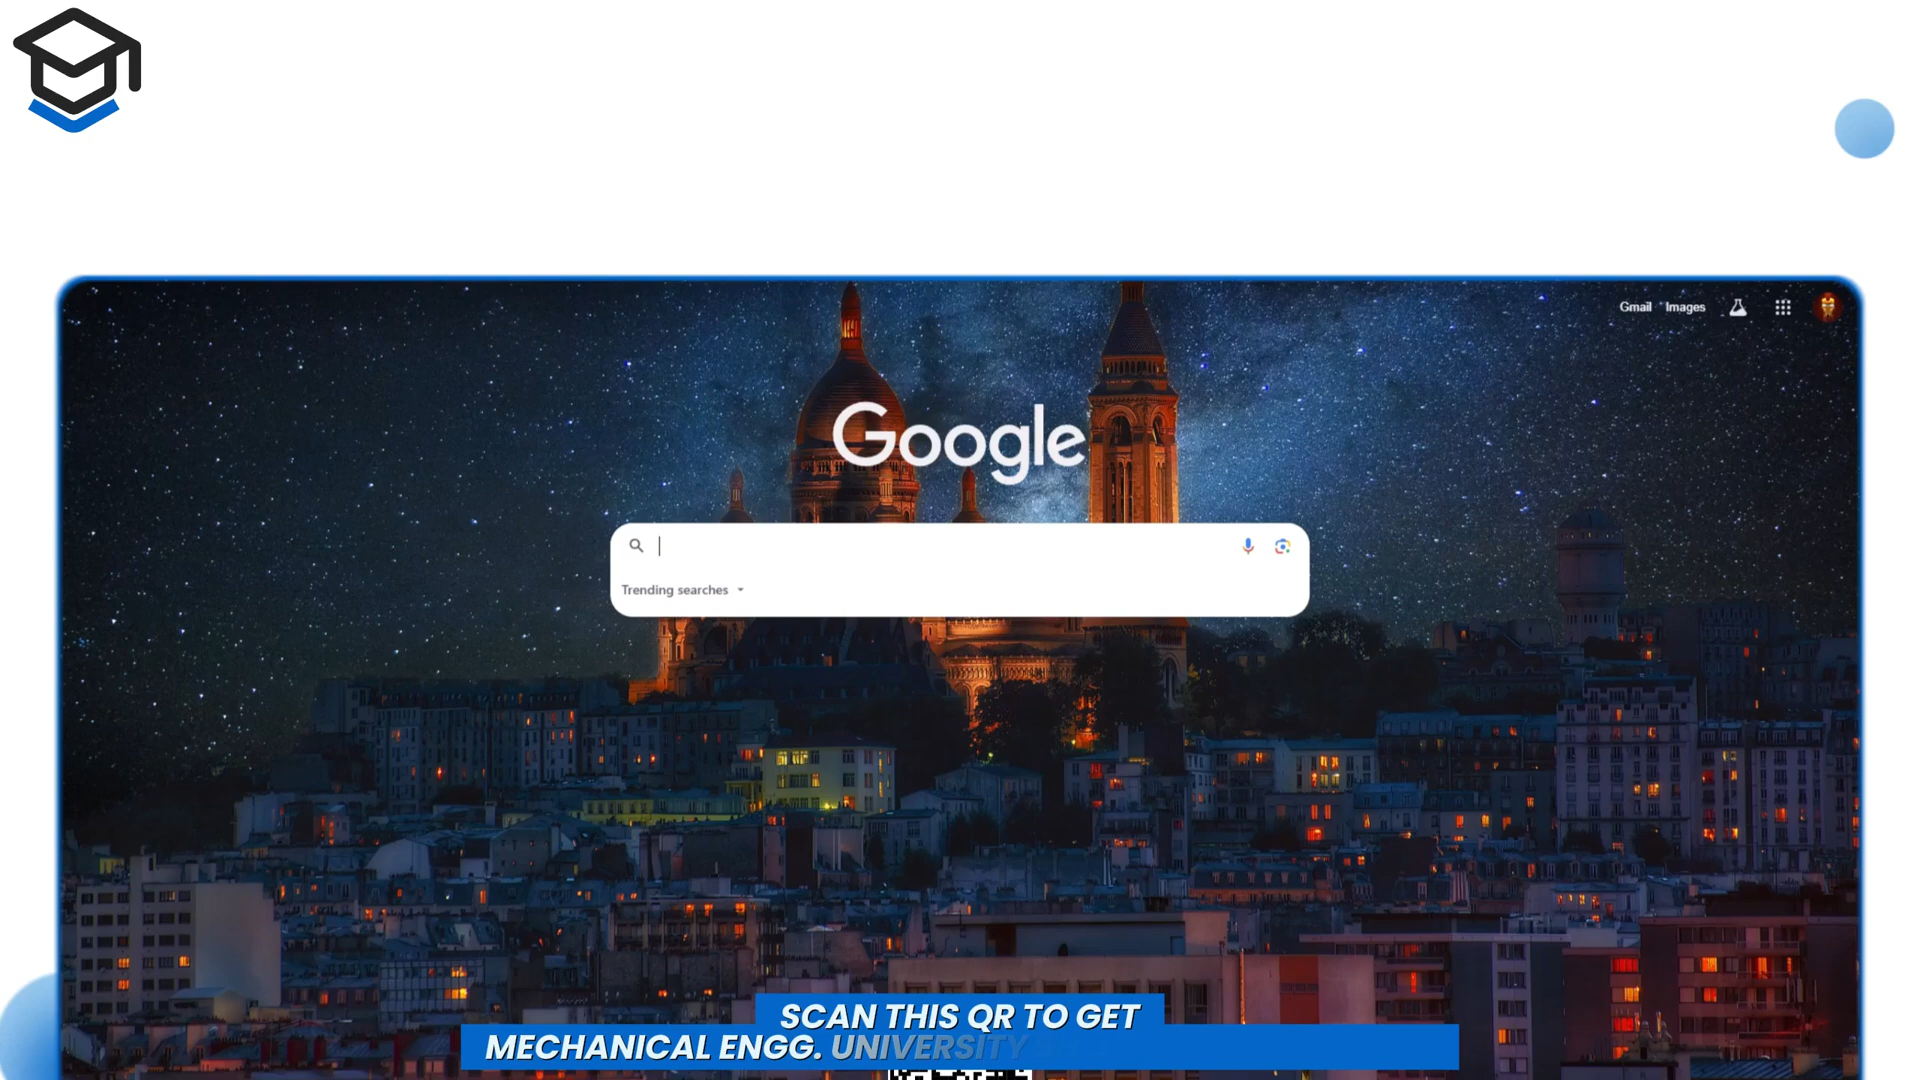 Gmail Images
Google
Trending searches
SCAN THIS QR TO GET
MECHANICAL ENGG. UNIVERSITY